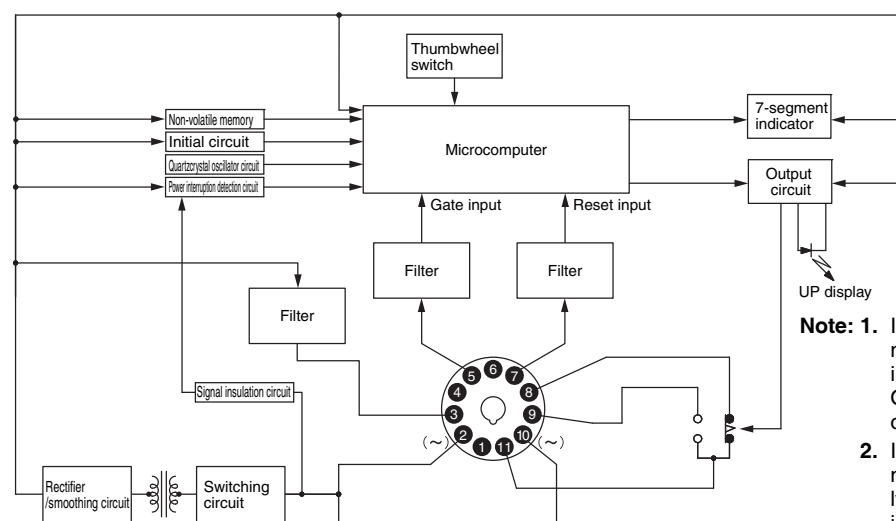 Thumbwheel
switch
Non-volatile memory
Initial circuit
Quartzcrystal oscillator circuit
Power interruption detection circuit
Microcomputer
7-segment
indicator
Output
circuit
Gate input
Reset input
Filter
Filter
Filter
UP display
Signal insulation circuit
6
5
7
4
8
3
9
(~)
2
10
(~)
1
11
Rectifier
/smoothing circuit
Switching
circuit
Note: 1.
2.